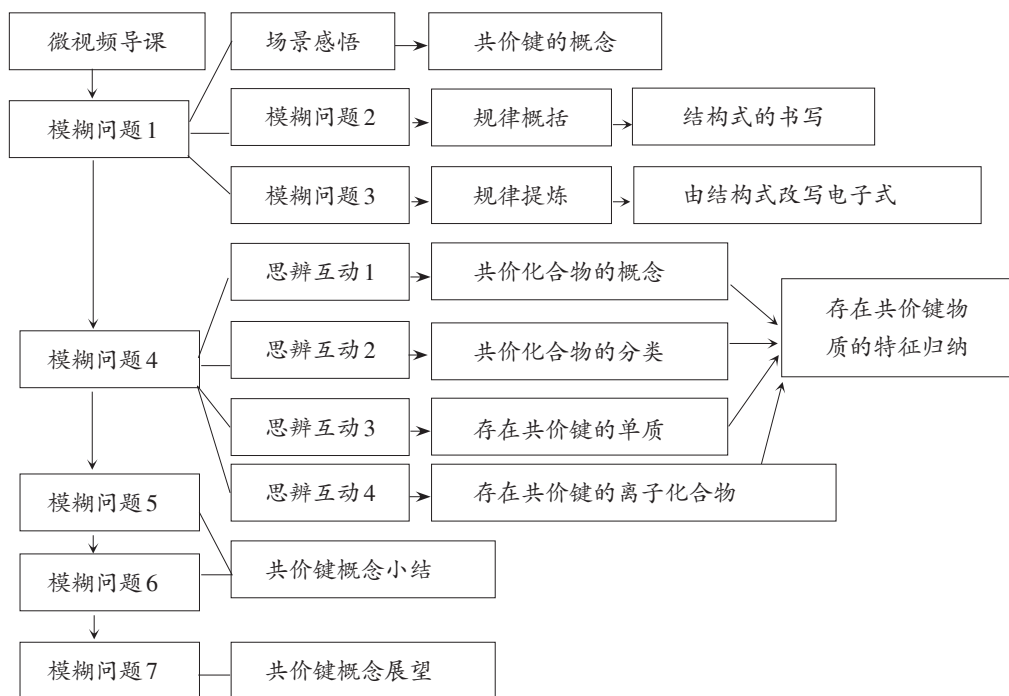 微视频导课
场景感悟
共价键的概念
模糊问题1
模糊问题2
规律概括
结构式的书写
模糊问题3
规律提炼
由结构式改写电子式
思辨互动1
共价化合物的概念
模糊问题4
思辨互动2
共价化合物的分类
存在共价键物
质的特征归纳
思辨互动3
存在共价键的单质
思辨互动4
存在共价键的离子化合物
模糊问题5
模糊问题6
共价键概念小结
模糊问题7
共价键概念展望